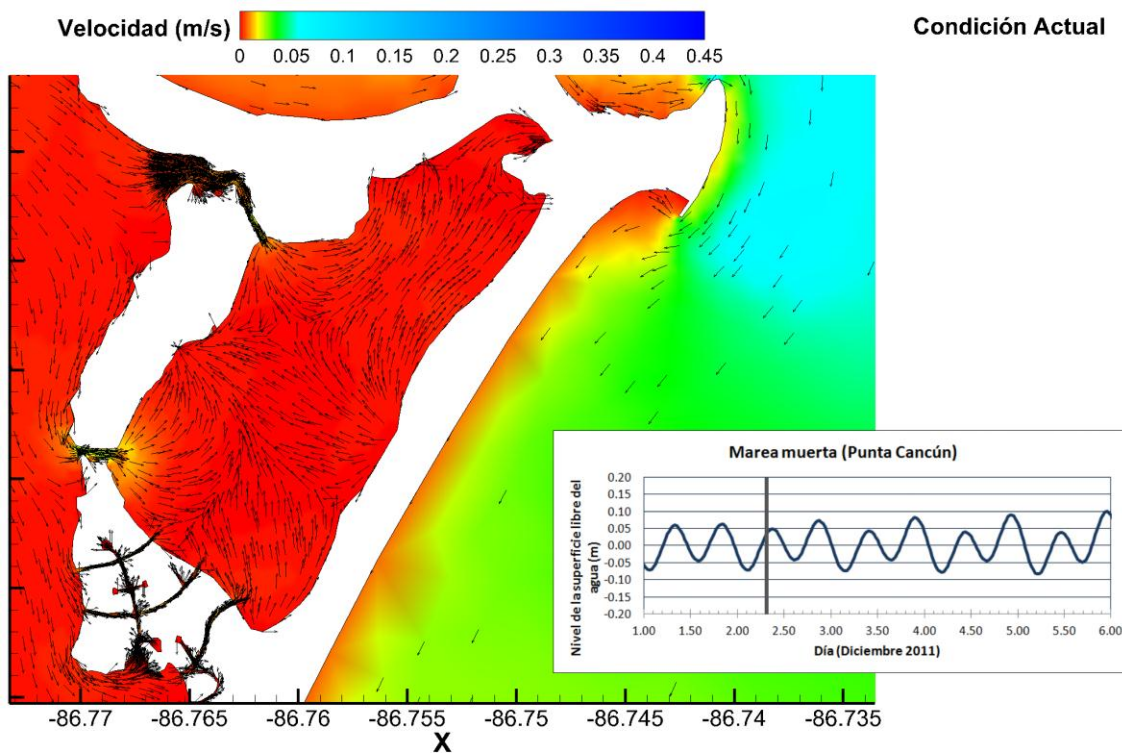 Velocidad (m/s)
0 0.05 0.1 0.15 0.2 0.25 0.3 0.35 0.4 0.45
Condición Actual
Marea muerta (Punta Cancún)
Nivel de la superficie libre del
agua (m)
0.20
0.15
0.10
0.05
0.00
-0.05
-0.10
-0.15
-0.20
1.00 1.50 2.00 2.50 3.00 3.50 4.00 4.50 5.00 5.50 6.00
Día (Diciembre 2011)
-86.77 -86.765 -86.76 -86.755 -86.75 -86.745 -86.74 -86.735
X